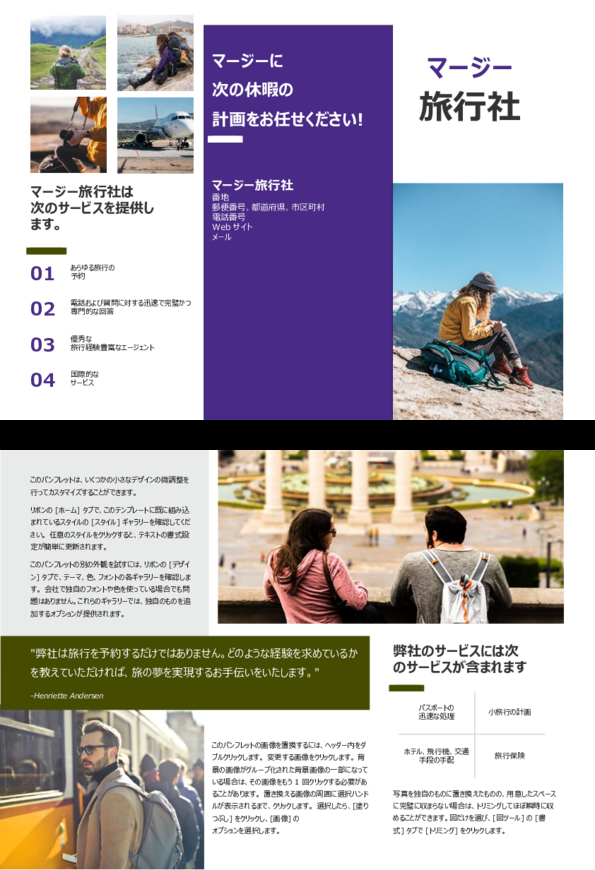 マージー旅行社は
次のサービスを提供し
ます。
01
あらゆる旅行の
予約
02
電話および質問に対する迅速で完璧かつ
専門的な回答
03
優秀な
旅行経験豊富なエージェント
04
国際的な
サービス
マージーに
次の休暇の
計画をお任せください!
マージー旅行社
番地
郵便番号、都道府県、市区町村
電話番号
Web サイト
メール
マージー
旅行社
このパンフレットは、いくつかの小さなデザインの微調整を
行ってカスタマイズすることができます。
リボンの [ホーム] タブで、このテンプレートに既に組み込
まれているスタイルの [スタイル] ギャラリーを確認してくだ
さい。 任意のスタイルをクリックすると、テキストの書式設
定が簡単に更新されます。
このパンフレットの別の外観を試すには、リボンの [デザイ
ン] タブで、テーマ、色、フォントの各ギャラリーを確認しま
す。 会社で独自のフォントや色を使っている場合でも問
題はありません。これらのギャラリーでは、独自のものを追
加するオプションが提供されます。
"弊社は旅行を予約するだけではありません。どのような経験を求めているか
を教えていただければ、旅の夢を実現するお手伝いをいたします。"
–Henriette Andersen
このパンフレットの画像を置換するには、ヘッダー内をダ
ブルクリックします。 変更する画像をクリックします。 背
景の画像がグループ化された背景画像の一部になって
いる場合は、その画像をもう 1 回クリックする必要があ
ることがあります。 置き換える画像の周囲に選択ハンド
ルが表示されるまで、クリックします。 選択したら、[塗り
つぶし] をクリックし、[画像] の
オプションを選択します。
弊社のサービスには次
のサービスが含まれます
パスポートの
迅速な処理
小旅行の計画
ホテル、飛行機、交通
手段の手配
旅行保険
写真を独自のものに置き換えたものの、用意したスペース
に完璧に収まらない場合は、トリミングしてほぼ瞬時に収
めることができます。図だけを選び、[図ツール] の [書
式] タブで [トリミング] をクリックします。